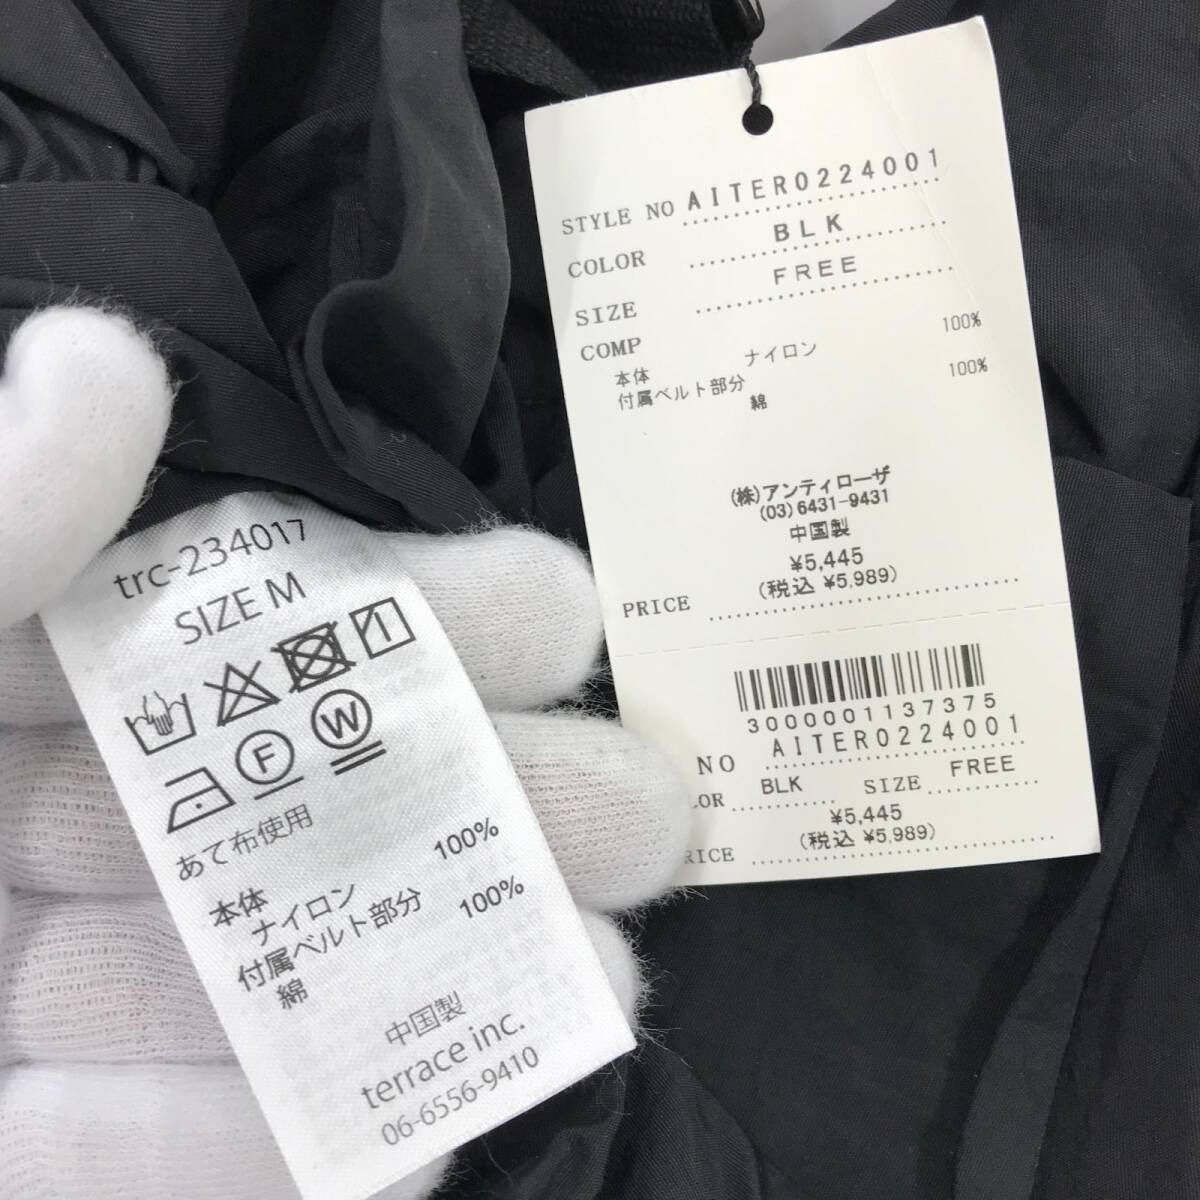 STYLE NO AITER0224001
COLOR BLK
SIZE FREE
COMP
本体 ナイロン 100%
付属ベルト部分 綿 100%
(株)アンティローザ
(03)6431-9431
中国製
¥5,445
(税込 ¥5,989)
PRICE
3000001137375
NO AITER0224001
LOR BLK SIZE FREE
¥5,445
(税込 ¥5,989)
RICE
trc-234017
SIZE M
F W
あて布使用
本体
ナイロン 100%
付属ベルト部分
綿 100%
中国製
terrace inc.
06-6556-9410